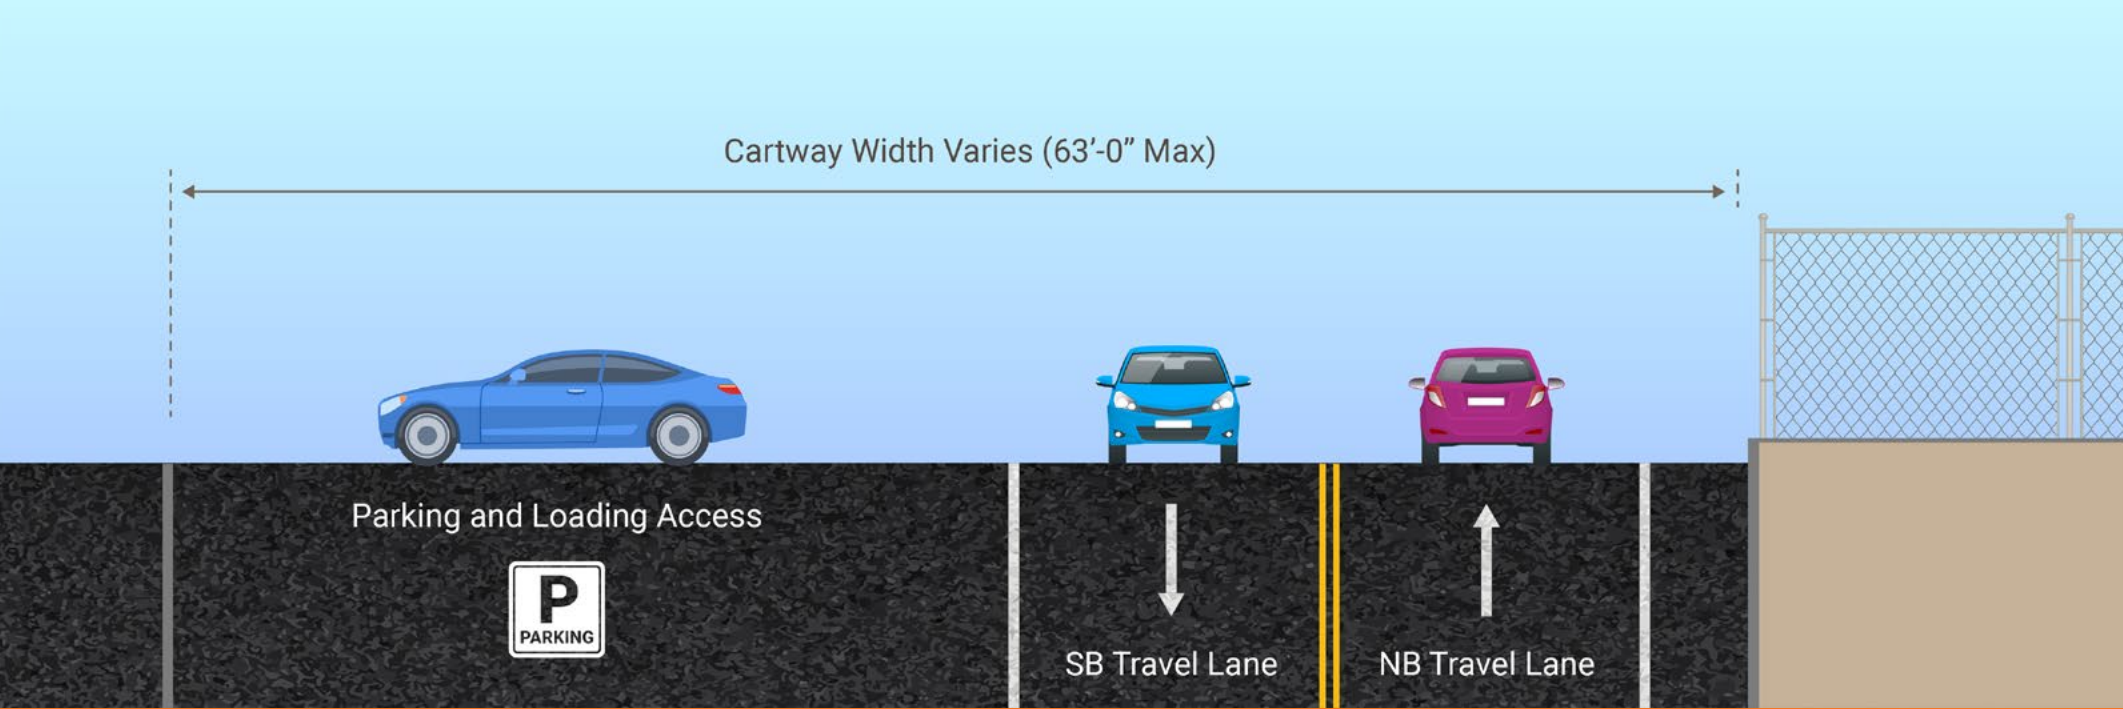 Cartway Width Varies (63’-0” Max)
Parking and Loading Access
P
PARKING
SB Travel Lane
NB Travel Lane